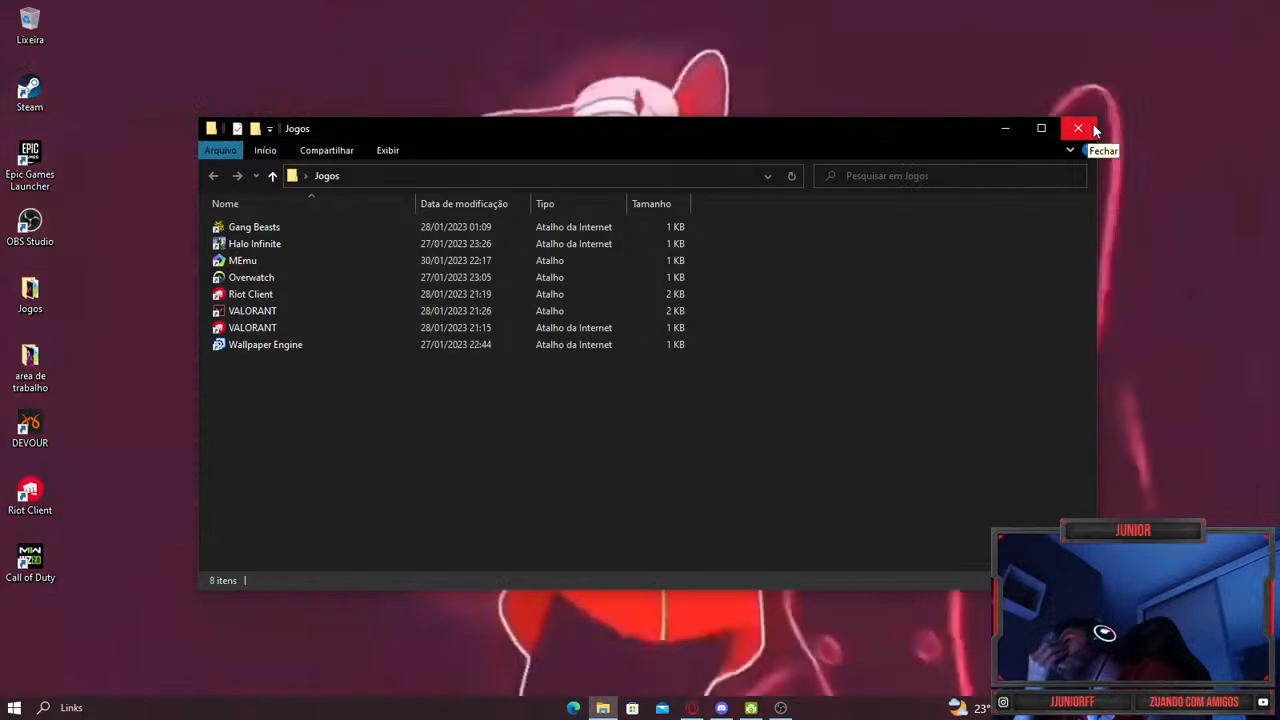 Lixeira
Steam
Epic Games
Launcher
OBS Studio
Jogos
area de
trabalho
DEVOUR
Riot Client
Call of Duty
Jogos
Fechar
Arquivo Início Compartilhar Exibir
Jogos Pesquisar em Jogos
Nome Data de modificação Tipo Tamanho
Gang Beasts 28/01/2023 01:09 Atalho da Internet 1 KB
Halo Infinite 27/01/2023 23:26 Atalho da Internet 1 KB
MEmu 30/01/2023 22:17 Atalho 1 KB
Overwatch 27/01/2023 23:05 Atalho 1 KB
Riot Client 28/01/2023 21:19 Atalho 2 KB
VALORANT 28/01/2023 21:26 Atalho 2 KB
VALORANT 28/01/2023 21:15 Atalho da Internet 1 KB
Wallpaper Engine 27/01/2023 22:44 Atalho da Internet 1 KB
8 itens
JUNIOR
JJUNIORFF ZUANDO COM AMIGOS
Links 23°